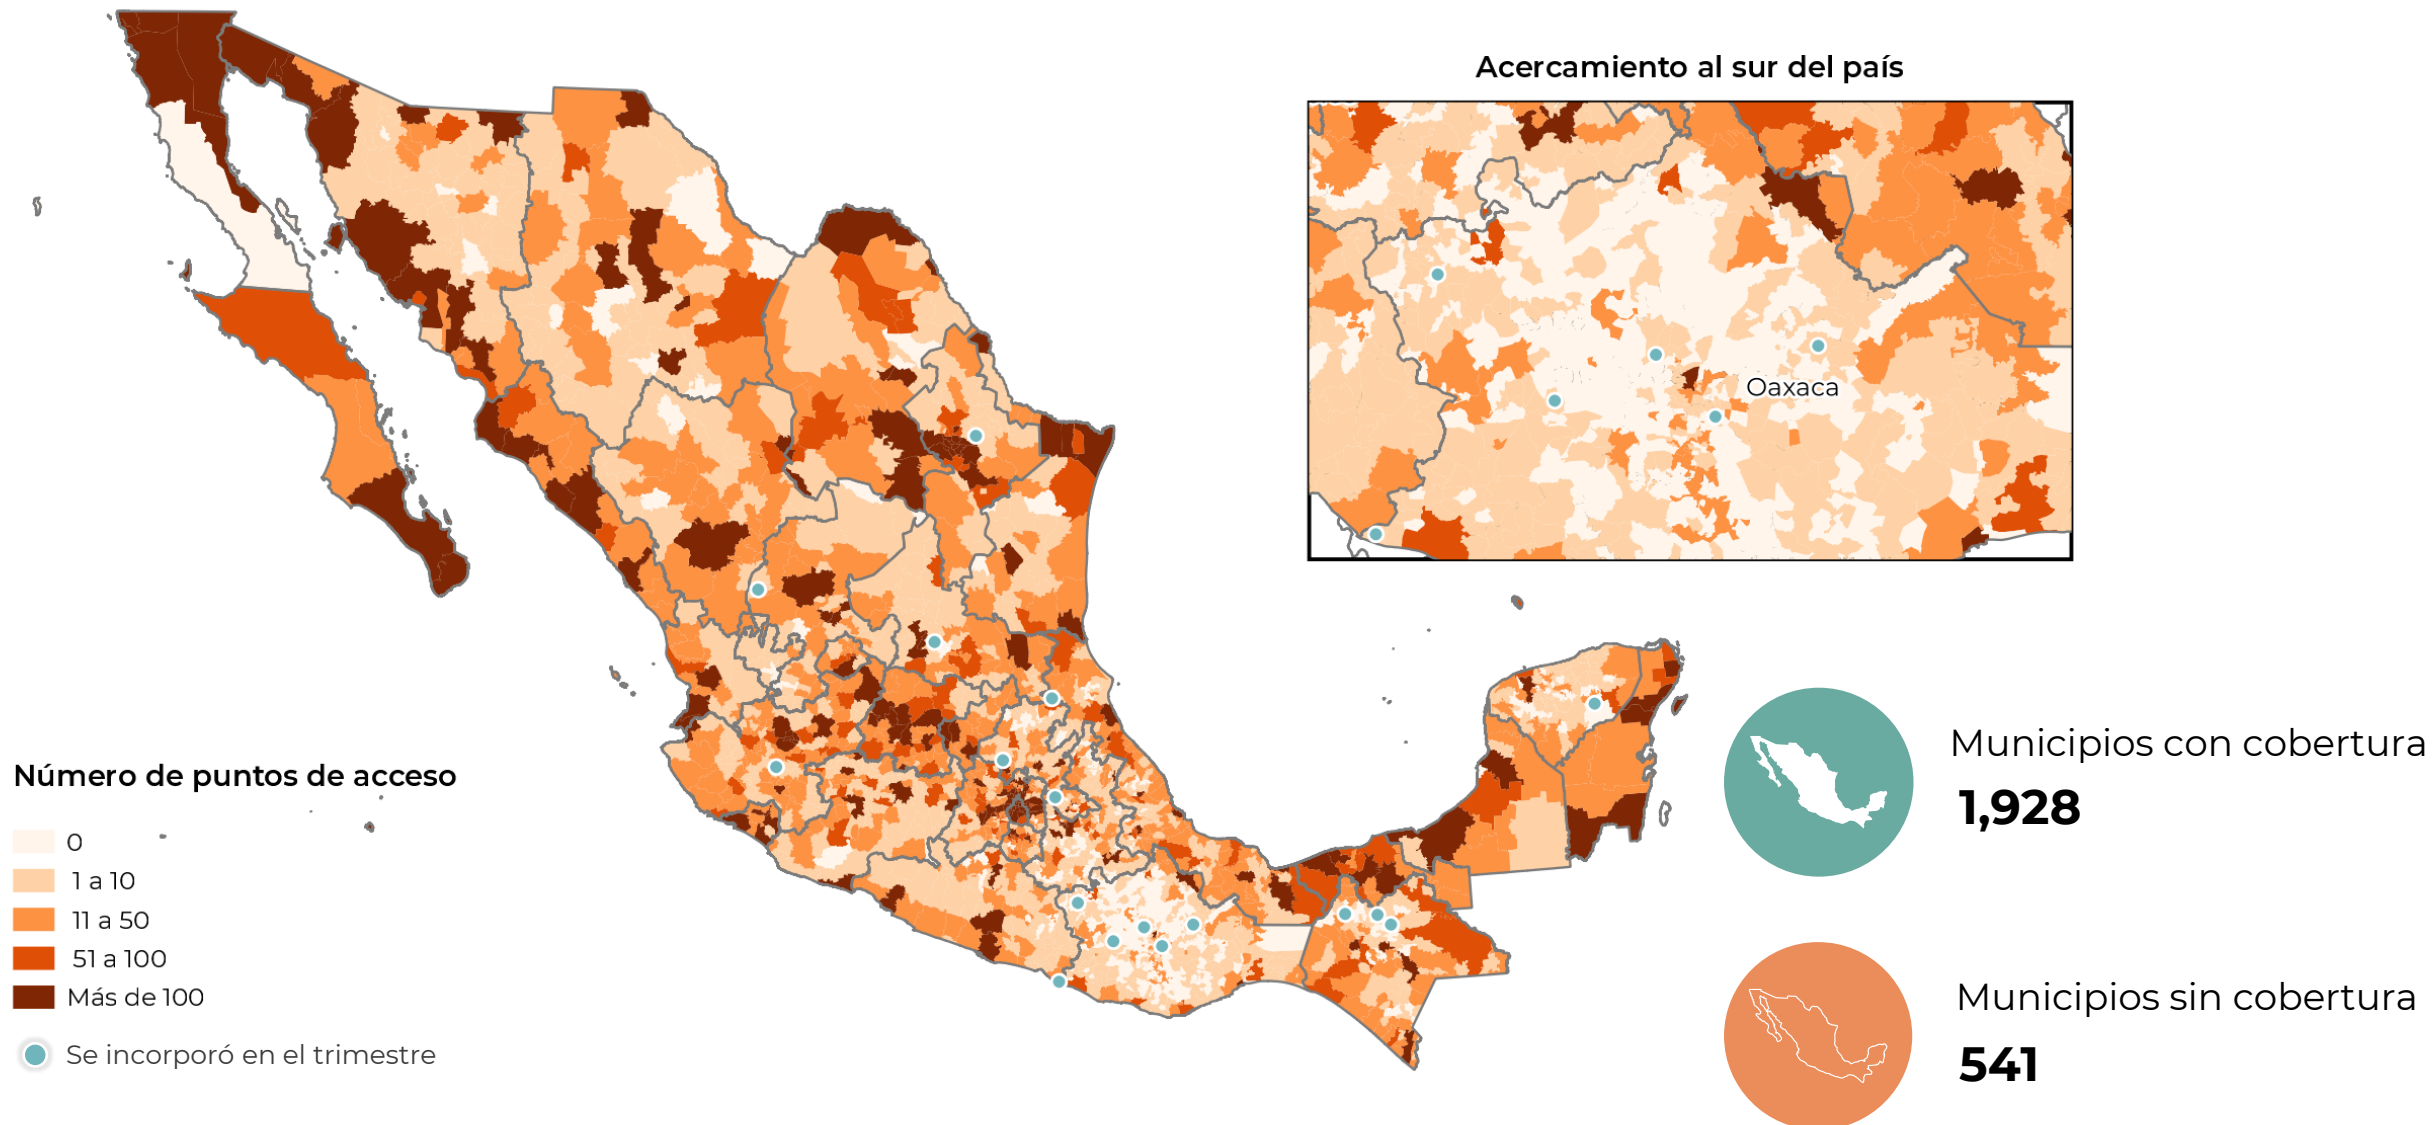 Acercamiento al sur del país
Oaxaca
Número de puntos de acceso
0
1 a 10
11 a 50
51 a 100
Más de 100
Se incorporó en el trimestre
Municipios con cobertura
1,928
Municipios sin cobertura
541